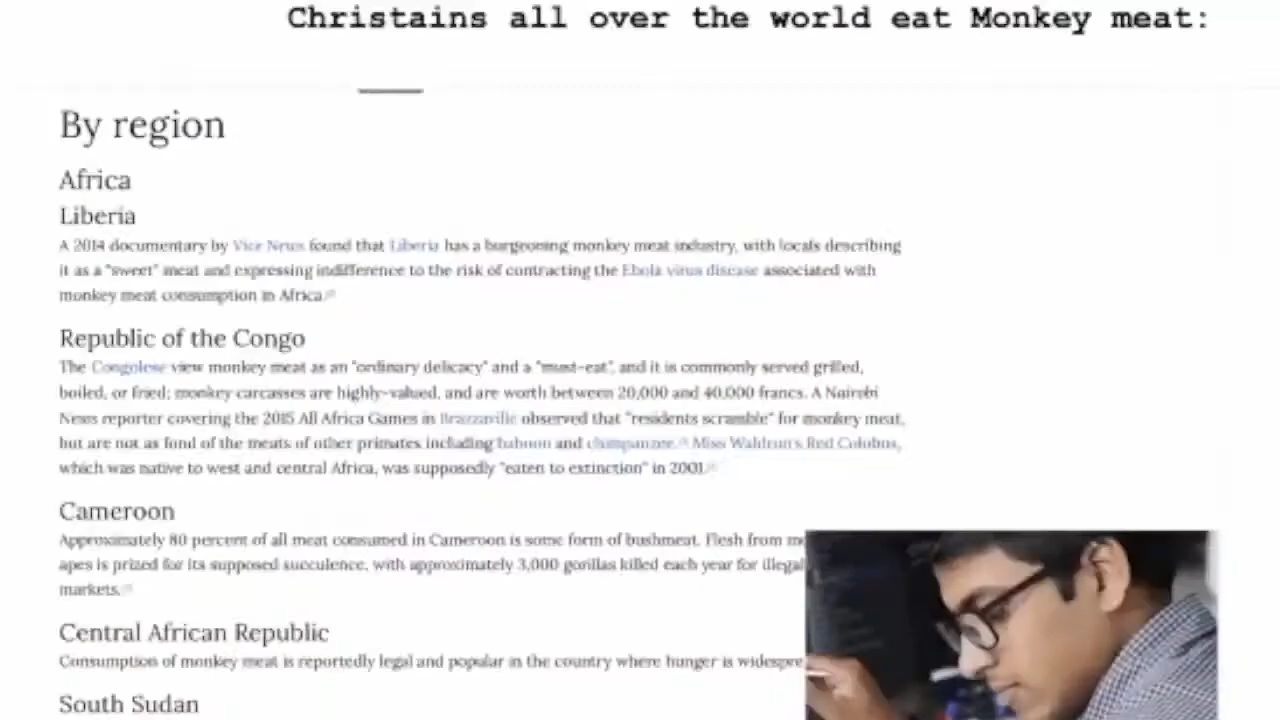 Christains all over the world eat Monkey meat:
By region
Africa
Liberia
A 2014 documentary by Vice News found that Liberia has a burgeoning monkey meat industry, with locals describing
it as a "sweet" meat and expressing indifference to the risk of contracting the Ebola virus disease associated with
monkey meat consumption in Africa.
Republic of the Congo
The Congolese view monkey meat as an "ordinary delicacy" and a "must-eat", and it is commonly served grilled,
boiled, or fried; monkey carcasses are highly-valued, and are worth between 20,000 and 40,000 francs. A Nairobi
News reporter covering the 2015 All Africa Games in Brazzaville observed that "residents scramble" for monkey meat,
but are not as fond of the meats of other primates including baboon and chimpanzee. Miss Waldron's Red Colobus,
which was native to west and central Africa, was supposedly "eaten to extinction" in 2001.
Cameroon
Approximately 80 percent of all meat consumed in Cameroon is some form of bushmeat. Flesh from
apes is prized for its supposed succulence, with approximately 3,000 gorillas killed each year for illegal
markets.
Central African Republic
Consumption of monkey meat is reportedly legal and popular in the country where hunger is widespre
South Sudan